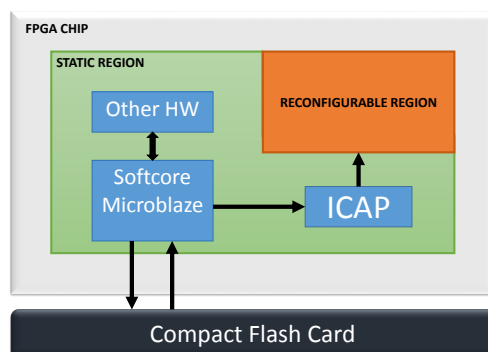 FPGA CHIP
STATIC REGION
RECONFIGURABLE REGION
Other HW
Softcore
Microblaze
ICAP
Compact Flash Card